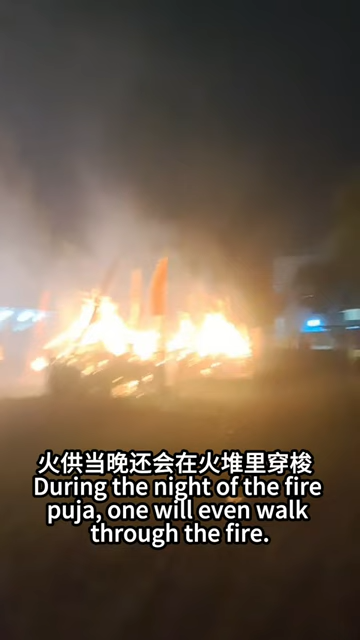 火供当晚还会在火堆里穿梭
During the night of the fire
puja, one will even walk
through the fire.